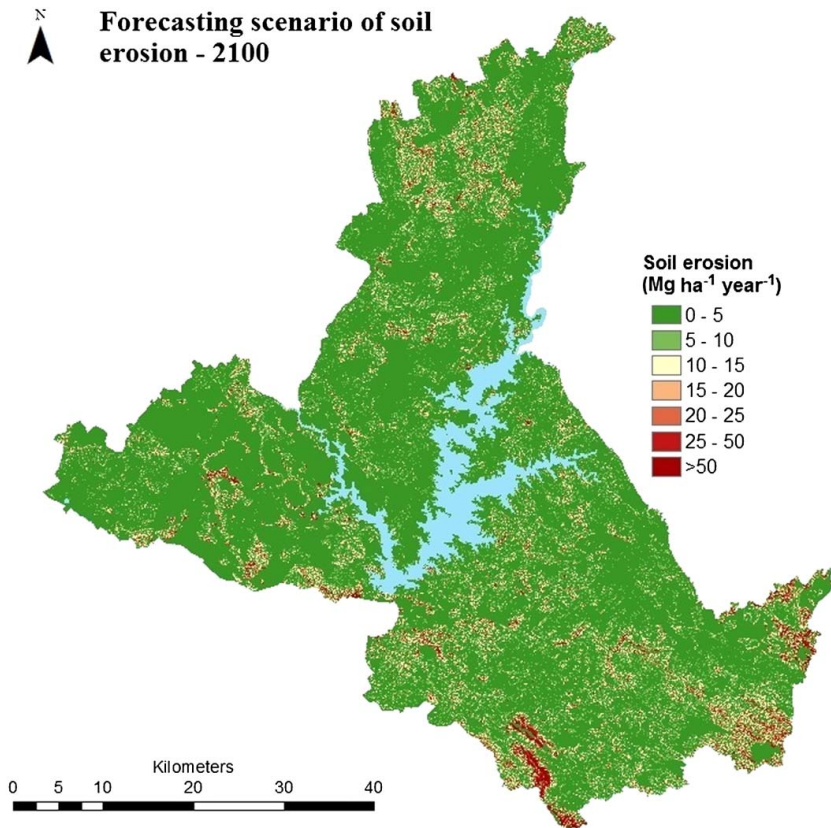 N
Forecasting scenario of soil
erosion - 2100
Soil erosion
(Mg ha⁻¹ year⁻¹)
0 - 5
5 - 10
10 - 15
15 - 20
20 - 25
25 - 50
>50
Kilometers
0 5 10 20 30 40